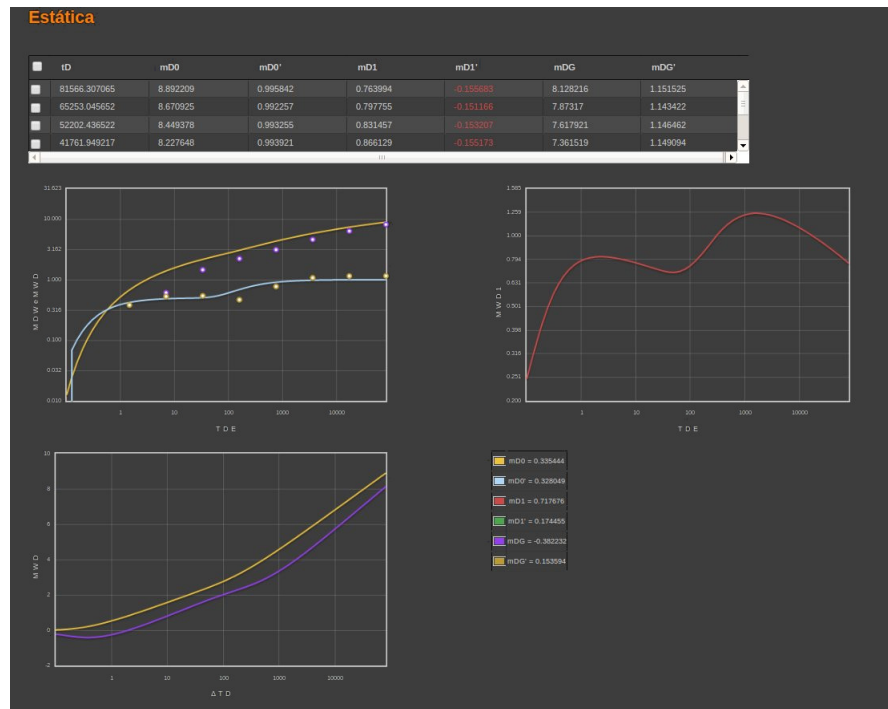 Estática
tD mD0 mD0' mD1 mD1' mDG mDG'
81566.307065 8.892209 0.995842 0.763994 -0.155683 8.128216 1.151525
65253.045652 8.670925 0.992257 0.797755 -0.151166 7.87317 1.143422
52202.436522 8.449378 0.993255 0.831457 -0.153207 7.617921 1.146462
41761.949217 8.227648 0.993921 0.866129 -0.155173 7.361519 1.149094
31.623
10.000
3.162
1.000
0.316
0.100
0.032
0.010
MDWeMWD
1 10 100 1000 10000
TDE
1.585
1.259
1.000
0.794
0.631
0.501
0.398
0.316
0.251
0.200
MWD1
1 10 100 1000 10000
TDE
10
8
6
4
2
0
-2
MWD
1 10 100 1000 10000
ΔTD
mD0 = 0.335444
mD0' = 0.328049
mD1 = 0.717676
mD1' = 0.174455
mDG = -0.382232
mDG' = 0.153594